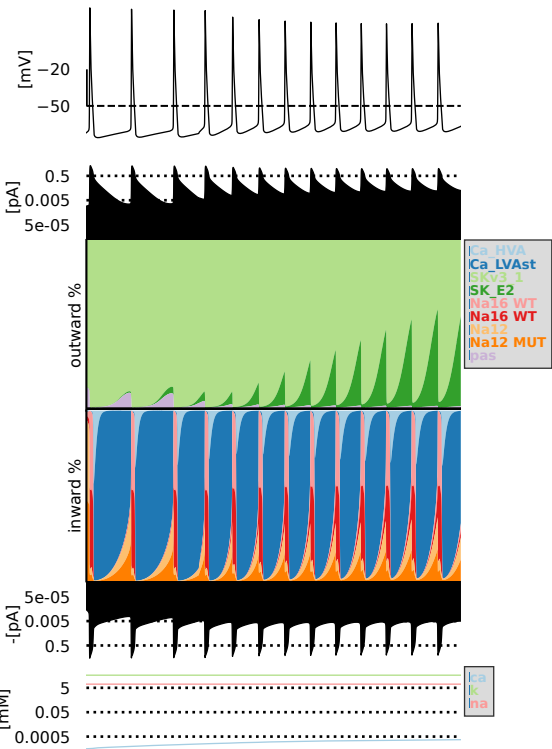 [mV]
−20
−50
[pA]
0.5
0.005
5e-05
outward %
Ca_HVA
Ca_LVAst
SKv3_1
SK_E2
Na16 WT
Na16 WT
Na12
Na12 MUT
pas
inward %
-[pA]
5e-05
0.005
0.5
[mM]
5
0.05
0.0005
ca
k
na